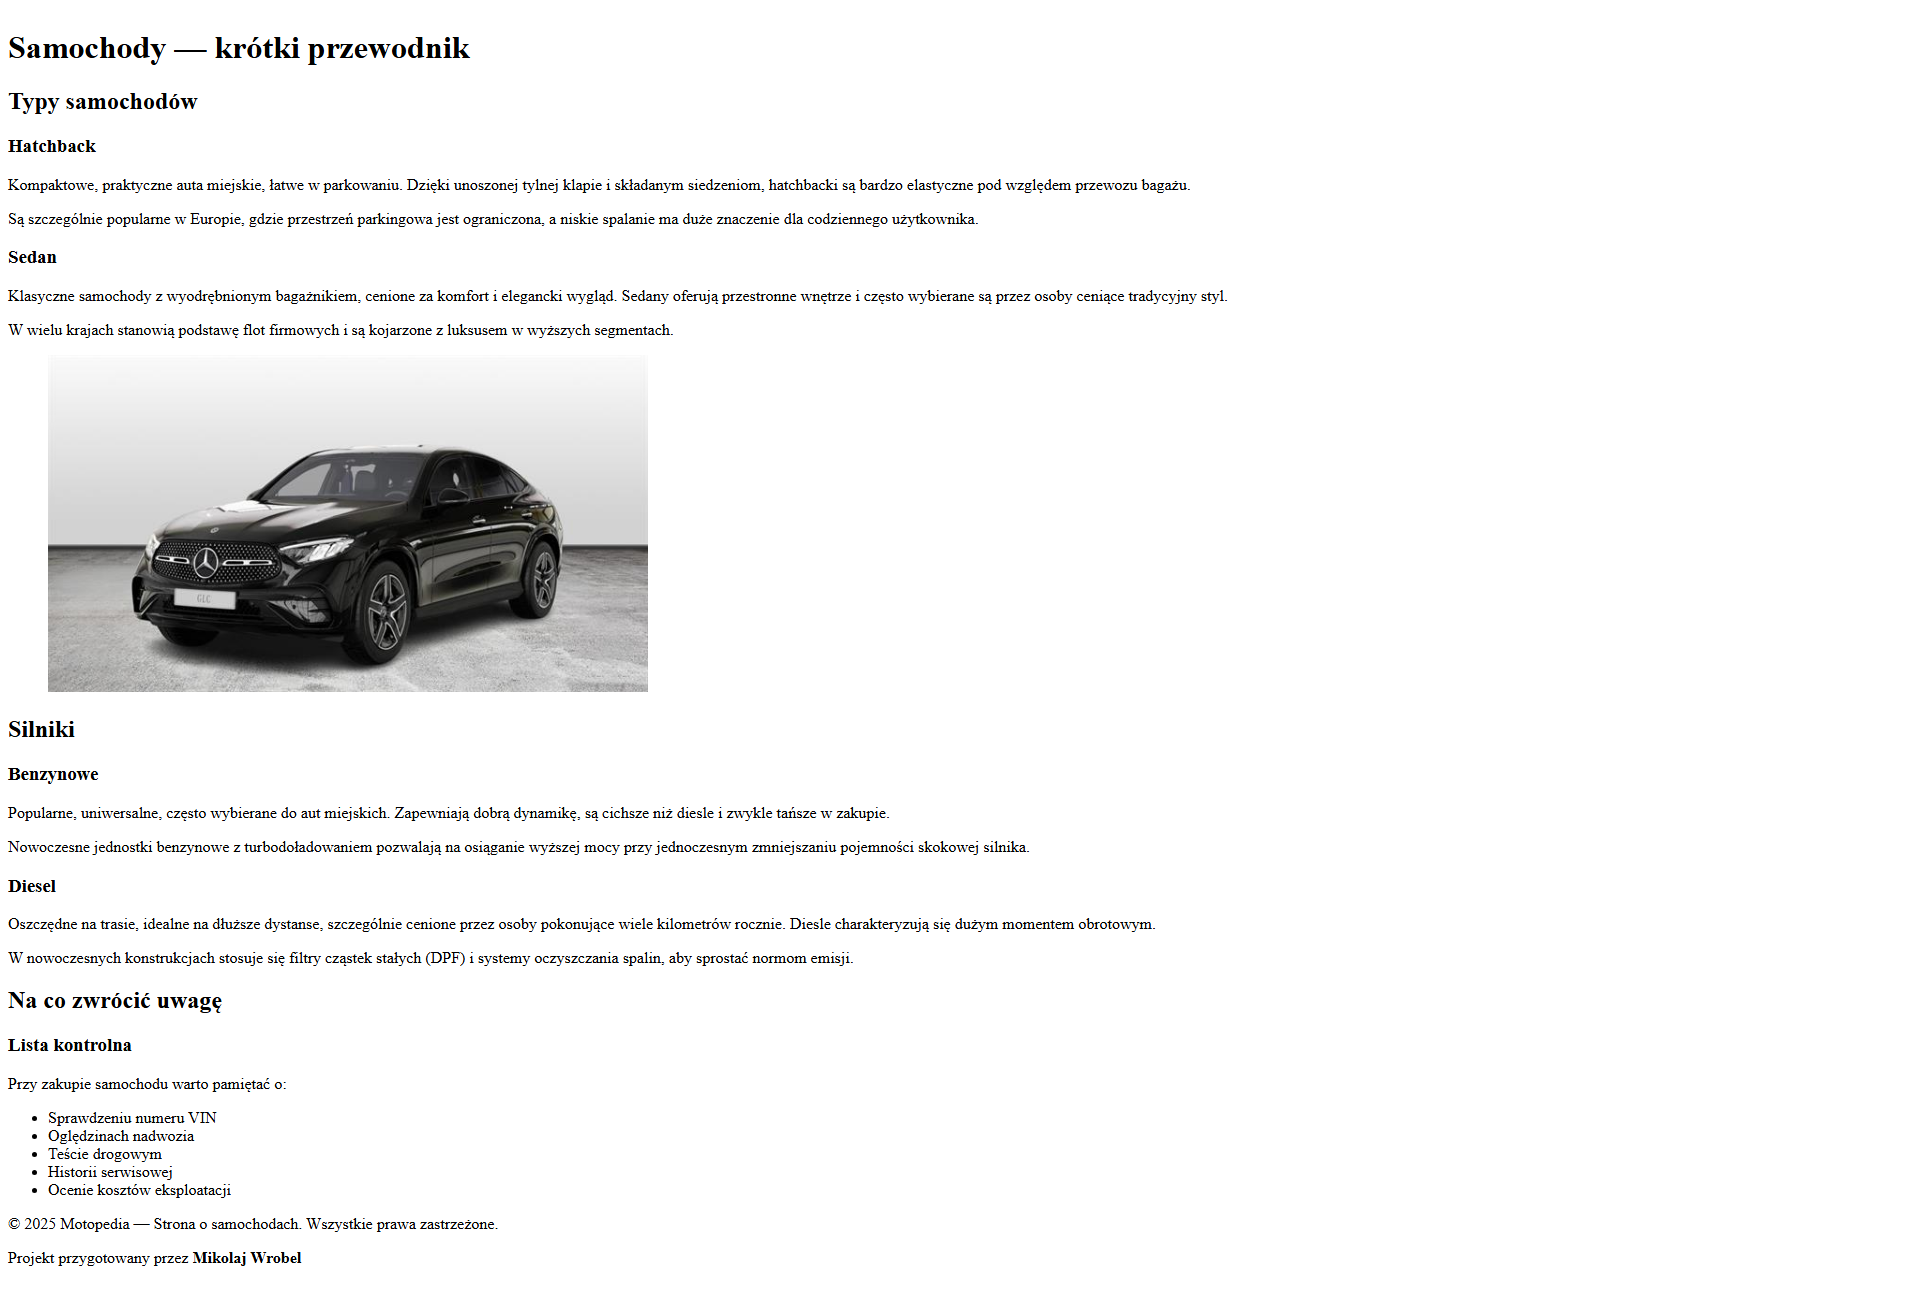 Samochody — krótki przewodnik
Typy samochodów
Hatchback
Kompaktowe, praktyczne auta miejskie, łatwe w parkowaniu. Dzięki unoszonej tylnej klapie i składanym siedzeniom, hatchbacki są bardzo elastyczne pod względem przewozu bagażu.
Są szczególnie popularne w Europie, gdzie przestrzeń parkingowa jest ograniczona, a niskie spalanie ma duże znaczenie dla codziennego użytkownika.
Sedan
Klasyczne samochody z wyodrębnionym bagażnikiem, cenione za komfort i elegancki wygląd. Sedany oferują przestronne wnętrze i często wybierane są przez osoby ceniące tradycyjny styl.
W wielu krajach stanowią podstawę flot firmowych i są kojarzone z luksusem w wyższych segmentach.
GLC
Silniki
Benzynowe
Popularne, uniwersalne, często wybierane do aut miejskich. Zapewniają dobrą dynamikę, są cichsze niż diesle i zwykle tańsze w zakupie.
Nowoczesne jednostki benzynowe z turbodoładowaniem pozwalają na osiąganie wyższej mocy przy jednoczesnym zmniejszaniu pojemności skokowej silnika.
Diesel
Oszczędne na trasie, idealne na dłuższe dystanse, szczególnie cenione przez osoby pokonujące wiele kilometrów rocznie. Diesle charakteryzują się dużym momentem obrotowym.
W nowoczesnych konstrukcjach stosuje się filtry cząstek stałych (DPF) i systemy oczyszczania spalin, aby sprostać normom emisji.
Na co zwrócić uwagę
Lista kontrolna
Przy zakupie samochodu warto pamiętać o:
• Sprawdzeniu numeru VIN
• Oględzinach nadwozia
• Teście drogowym
• Historii serwisowej
• Ocenie kosztów eksploatacji
© 2025 Motopedia — Strona o samochodach. Wszystkie prawa zastrzeżone.
Projekt przygotowany przez Mikolaj Wrobel